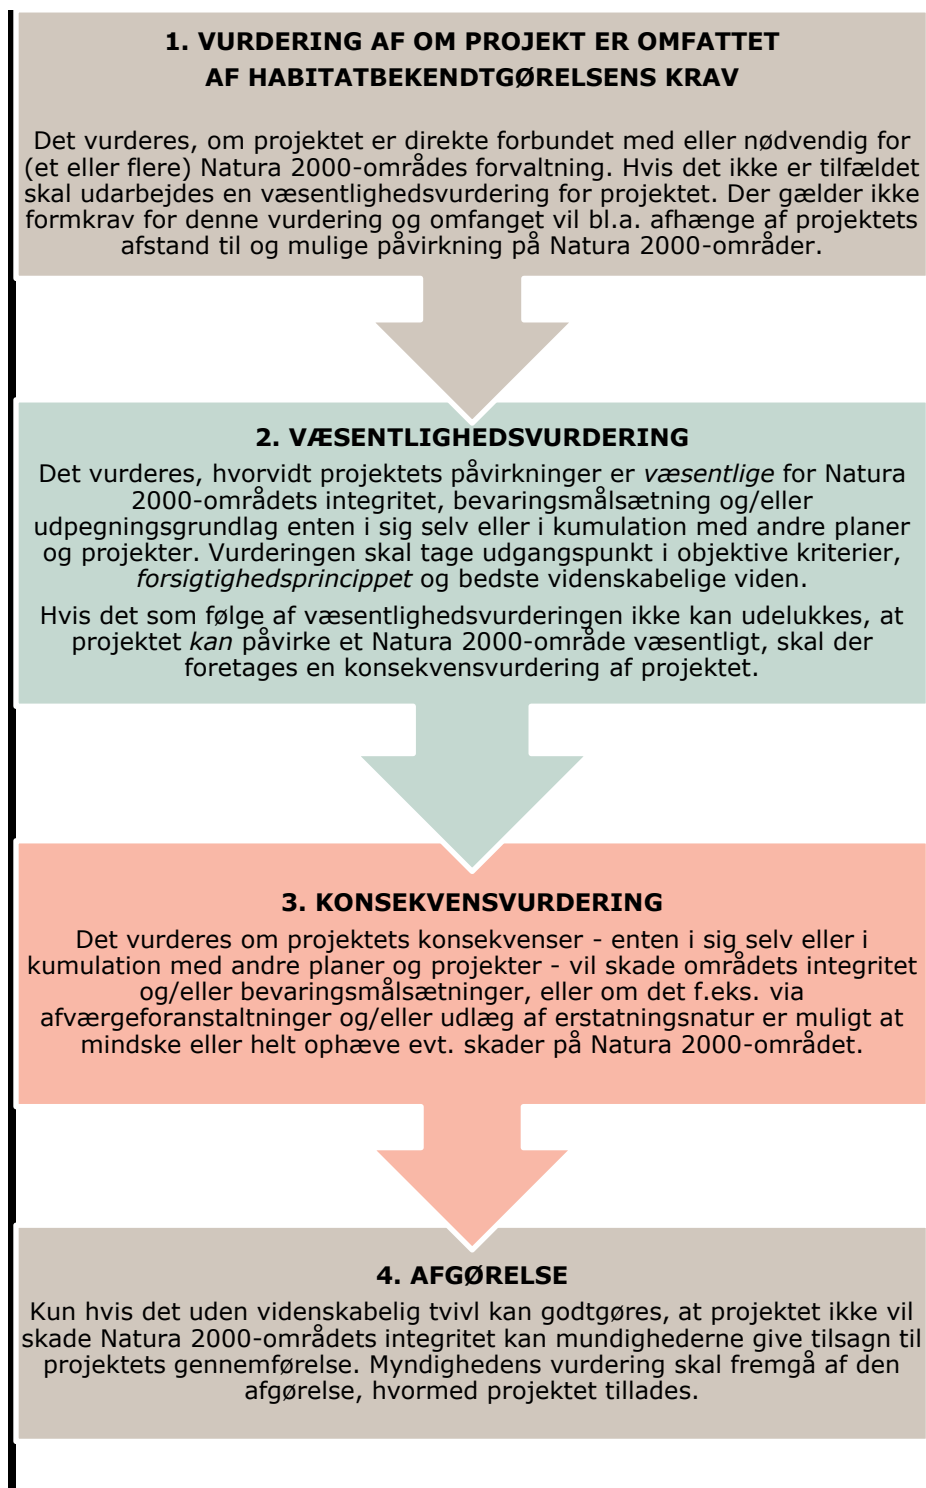 1. VURDERING AF OM PROJEKT ER OMFATTET
AF HABITATBEKENDTGØRELSENS KRAV
Det vurderes, om projektet er direkte forbundet med eller nødvendig for
(et eller flere) Natura 2000-områdes forvaltning. Hvis det ikke er tilfældet
skal udarbejdes en væsentlighedsvurdering for projektet. Der gælder ikke
formkrav for denne vurdering og omfanget vil bl.a. afhænge af projektets
afstand til og mulige påvirkning på Natura 2000-områder.
2. VÆSENTLIGHEDSVURDERING
Det vurderes, hvorvidt projektets påvirkninger er væsentlige for Natura
2000-områdets integritet, bevaringsmålsætning og/eller
udpegningsgrundlag enten i sig selv eller i kumulation med andre planer
og projekter. Vurderingen skal tage udgangspunkt i objektive kriterier,
forsigtighedsprincippet og bedste videnskabelige viden.
Hvis det som følge af væsentlighedsvurderingen ikke kan udelukkes, at
projektet kan påvirke et Natura 2000-område væsentligt, skal der
foretages en konsekvensvurdering af projektet.
3. KONSEKVENSVURDERING
Det vurderes om projektets konsekvenser - enten i sig selv eller i
kumulation med andre planer og projekter - vil skade områdets integritet
og/eller bevaringsmålsætninger, eller om det f.eks. via
afværgeforanstaltninger og/eller udlæg af erstatningsnatur er muligt at
mindske eller helt ophæve evt. skader på Natura 2000-området.
4. AFGØRELSE
Kun hvis det uden videnskabelig tvivl kan godtgøres, at projektet ikke vil
skade Natura 2000-områdets integritet kan mundighederne give tilsagn til
projektets gennemførelse. Myndighedens vurdering skal fremgå af den
afgørelse, hvormed projektet tillades.